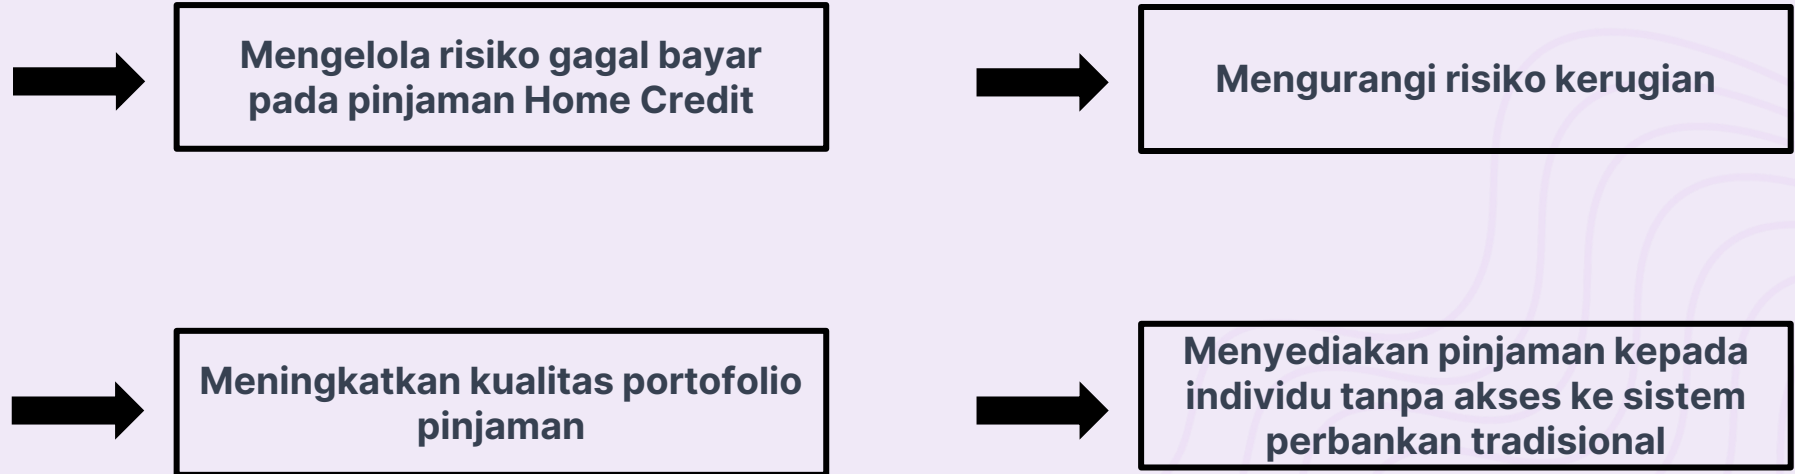 Mengelola risiko gagal bayar
pada pinjaman Home Credit
Mengurangi risiko kerugian
Meningkatkan kualitas portofolio
pinjaman
Menyediakan pinjaman kepada
individu tanpa akses ke sistem
perbankan tradisional